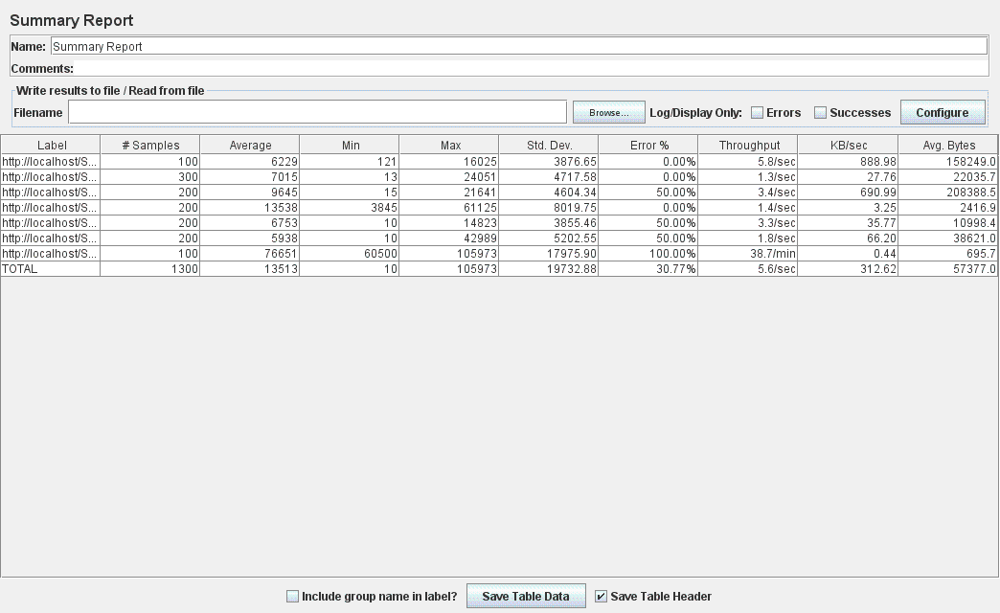 Summary Report
Name: Summary Report
Comments:
Write results to file / Read from file
Filename Browse... Log/Display Only: Errors Successes Configure
Label # Samples Average Min Max Std. Dev. Error % Throughput KB/sec Avg. Bytes
http://localhost/S... 100 6229 121 16025 3876.65 0.00% 5.8/sec 888.98 158249.0
http://localhost/S... 300 7015 13 24051 4717.58 0.00% 1.3/sec 27.76 22035.7
http://localhost/S... 200 9645 15 21641 4604.34 50.00% 3.4/sec 690.99 208388.5
http://localhost/S... 200 13538 3845 61125 8019.75 0.00% 1.4/sec 3.25 2416.9
http://localhost/S... 200 6753 10 14823 3855.46 50.00% 3.3/sec 35.77 10998.4
http://localhost/S... 200 5938 10 42989 5202.55 50.00% 1.8/sec 66.20 38621.0
http://localhost/S... 100 76651 60500 105973 17975.90 100.00% 38.7/min 0.44 695.7
TOTAL 1300 13513 10 105973 19732.88 30.77% 5.6/sec 312.62 57377.0
Include group name in label? Save Table Data Save Table Header